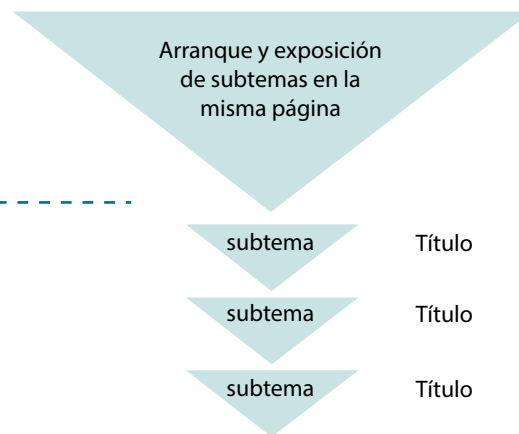 Arranque y exposición
de subtemas en la
misma página
subtema Título
subtema Título
subtema Título